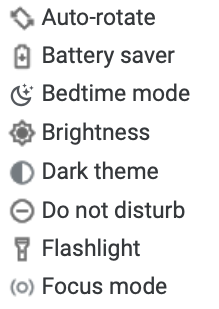 Auto-rotate
Battery saver
Bedtime mode
Brightness
Dark theme
Do not disturb
Flashlight
Focus mode